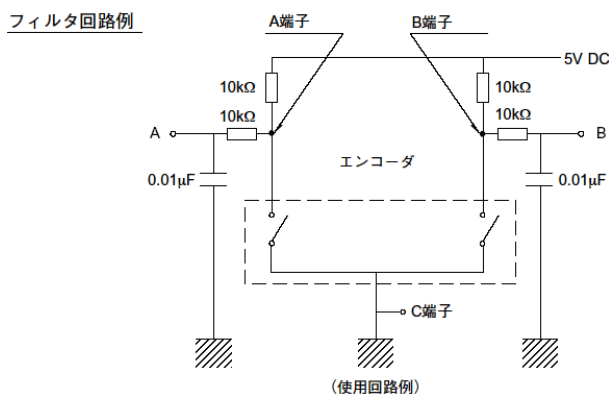 フィルタ回路例
A端子
B端子
5V DC
10kΩ
10kΩ
10kΩ
10kΩ
A
B
エンコーダ
0.01μF
0.01μF
C端子
（使用回路例）